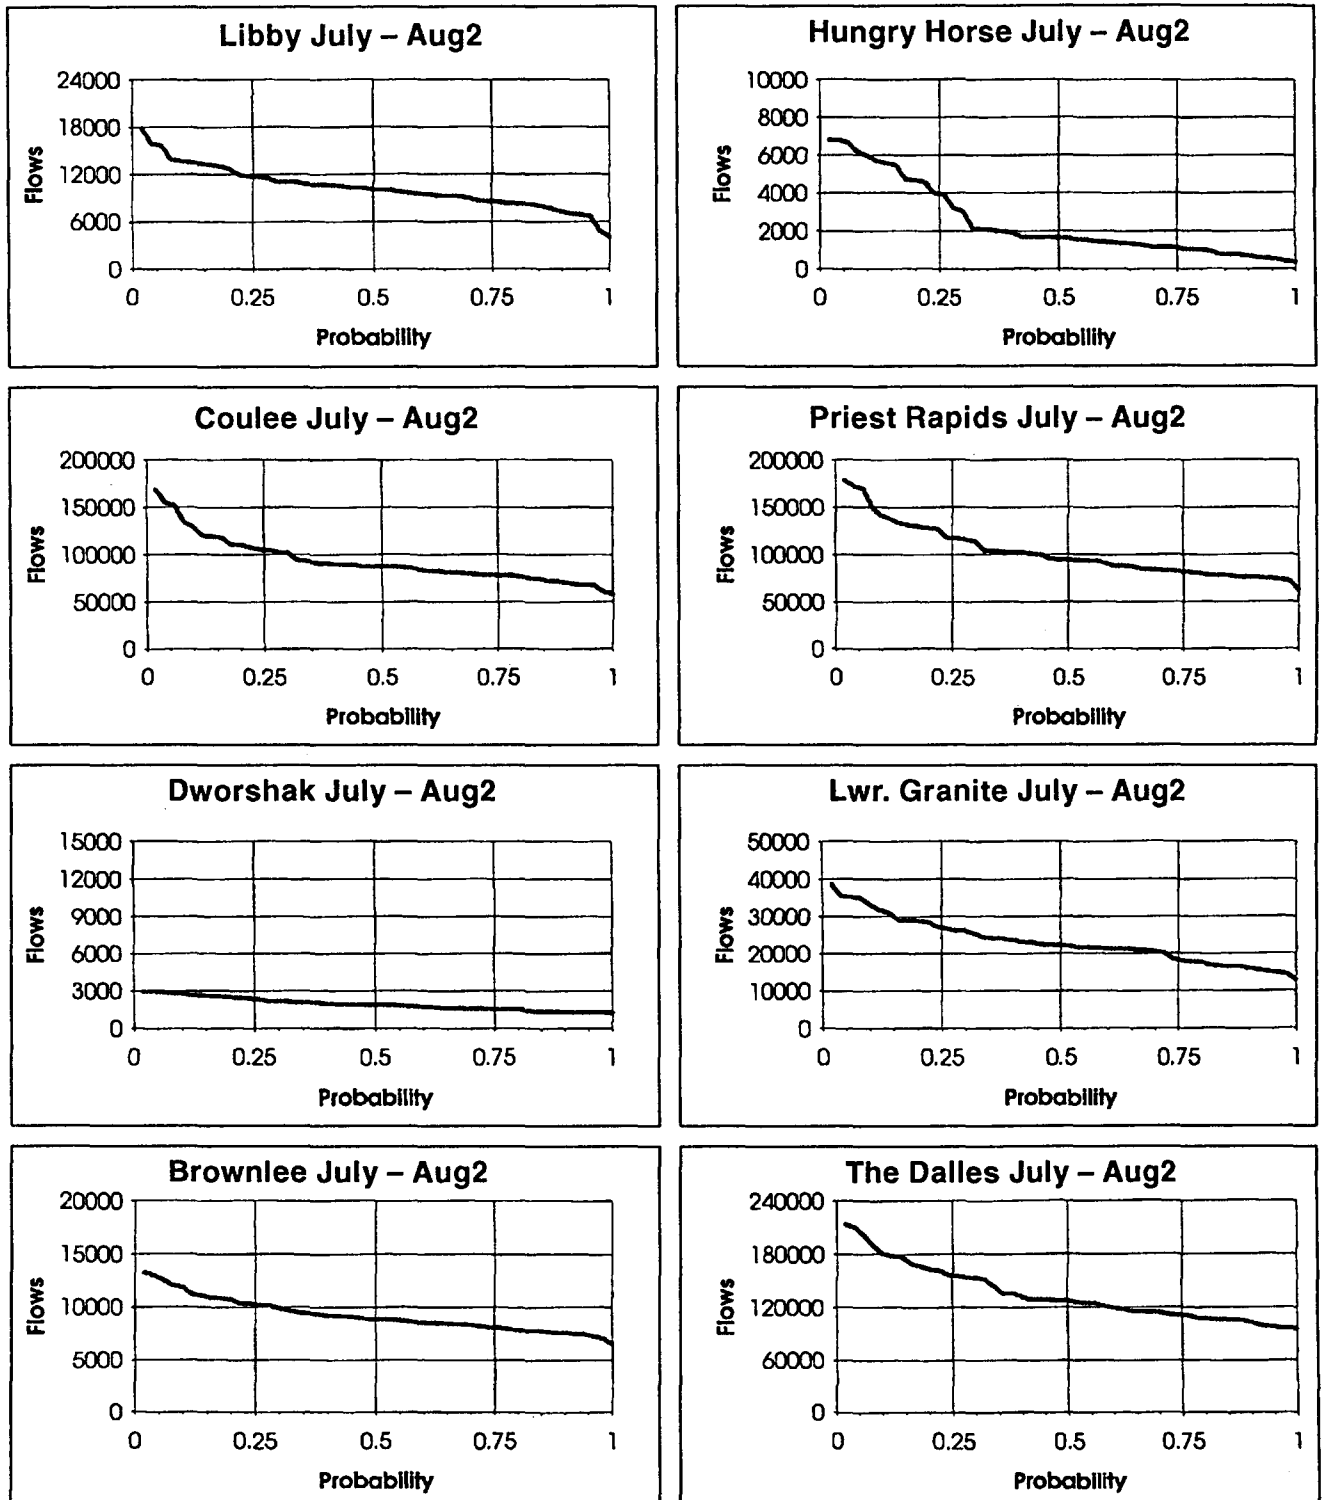 Libby July – Aug2
24000
18000
12000
6000
0
Flows
0 0.25 0.5 0.75 1
Probability
Hungry Horse July – Aug2
10000
8000
6000
4000
2000
0
Flows
0 0.25 0.5 0.75 1
Probability
Coulee July – Aug2
200000
150000
100000
50000
0
Flows
0 0.25 0.5 0.75 1
Probability
Priest Rapids July – Aug2
200000
150000
100000
50000
0
Flows
0 0.25 0.5 0.75 1
Probability
Dworshak July – Aug2
15000
12000
9000
6000
3000
0
Flows
0 0.25 0.5 0.75 1
Probability
Lwr. Granite July – Aug2
50000
40000
30000
20000
10000
0
Flows
0 0.25 0.5 0.75 1
Probability
Brownlee July – Aug2
20000
15000
10000
5000
0
Flows
0 0.25 0.5 0.75 1
Probability
The Dalles July – Aug2
240000
180000
120000
60000
0
Flows
0 0.25 0.5 0.75 1
Probability